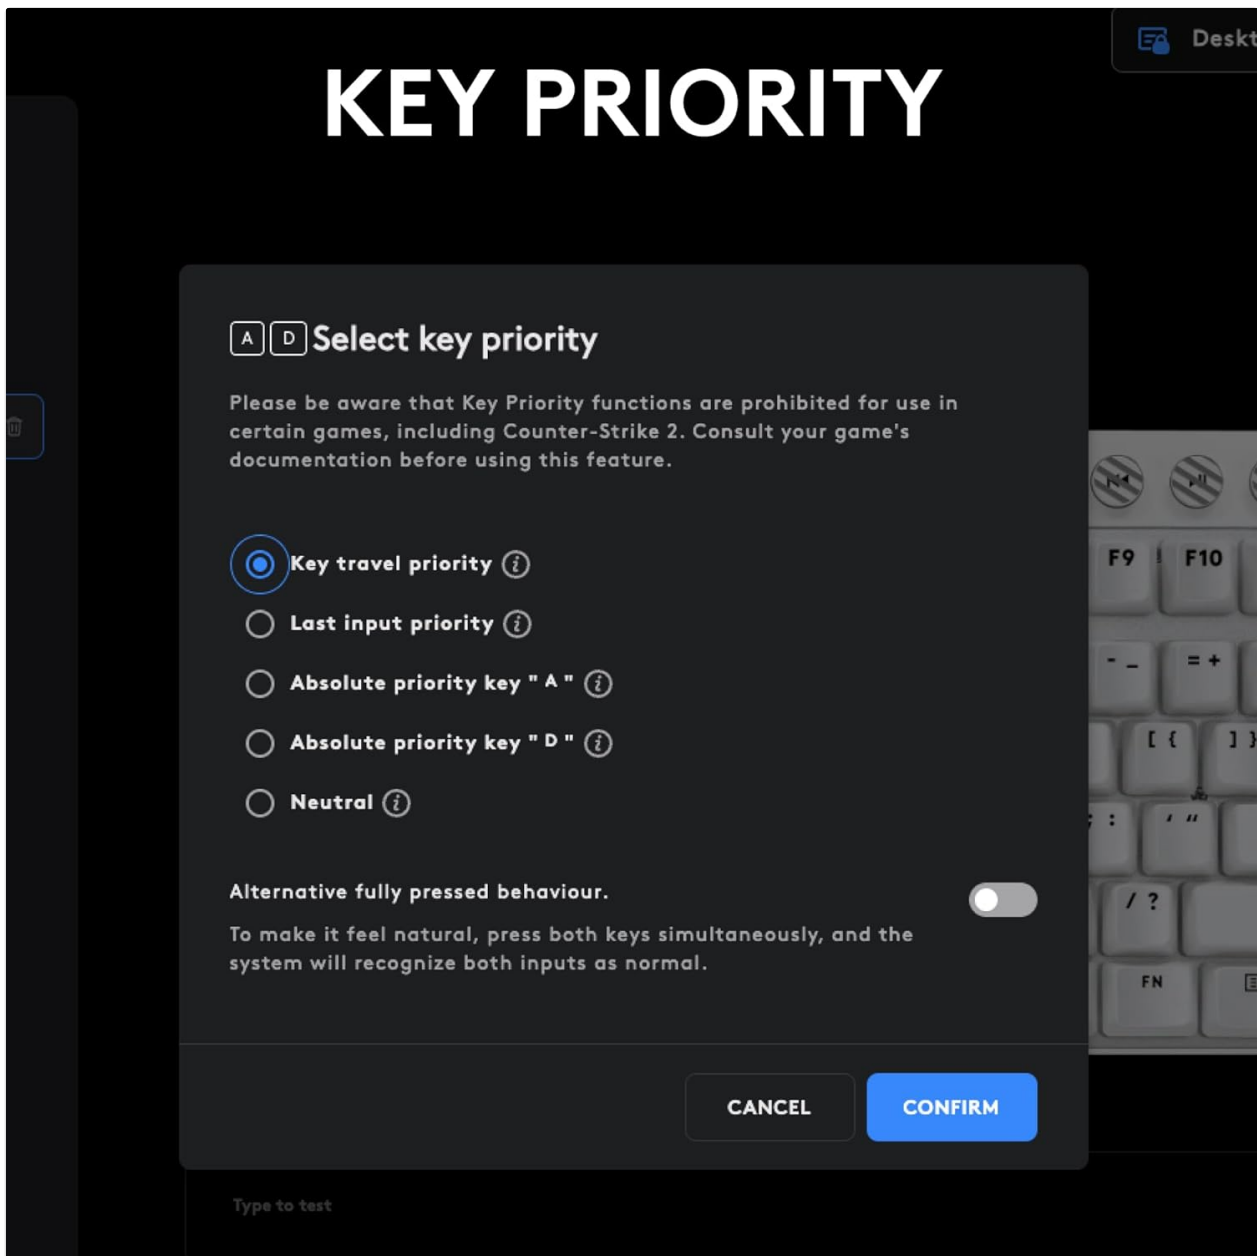 Deskt
KEY PRIORITY
A D Select key priority
Please be aware that Key Priority functions are prohibited for use in
certain games, including Counter-Strike 2. Consult your game's
documentation before using this feature.
Key travel priority i
Last input priority i
Absolute priority key " A " i
Absolute priority key " D " i
Neutral i
Alternative fully pressed behaviour.
To make it feel natural, press both keys simultaneously, and the
system will recognize both inputs as normal.
CANCEL CONFIRM
Type to test
F9 F10
- _ = +
[ { ] }
; : ' "
/ ?
FN